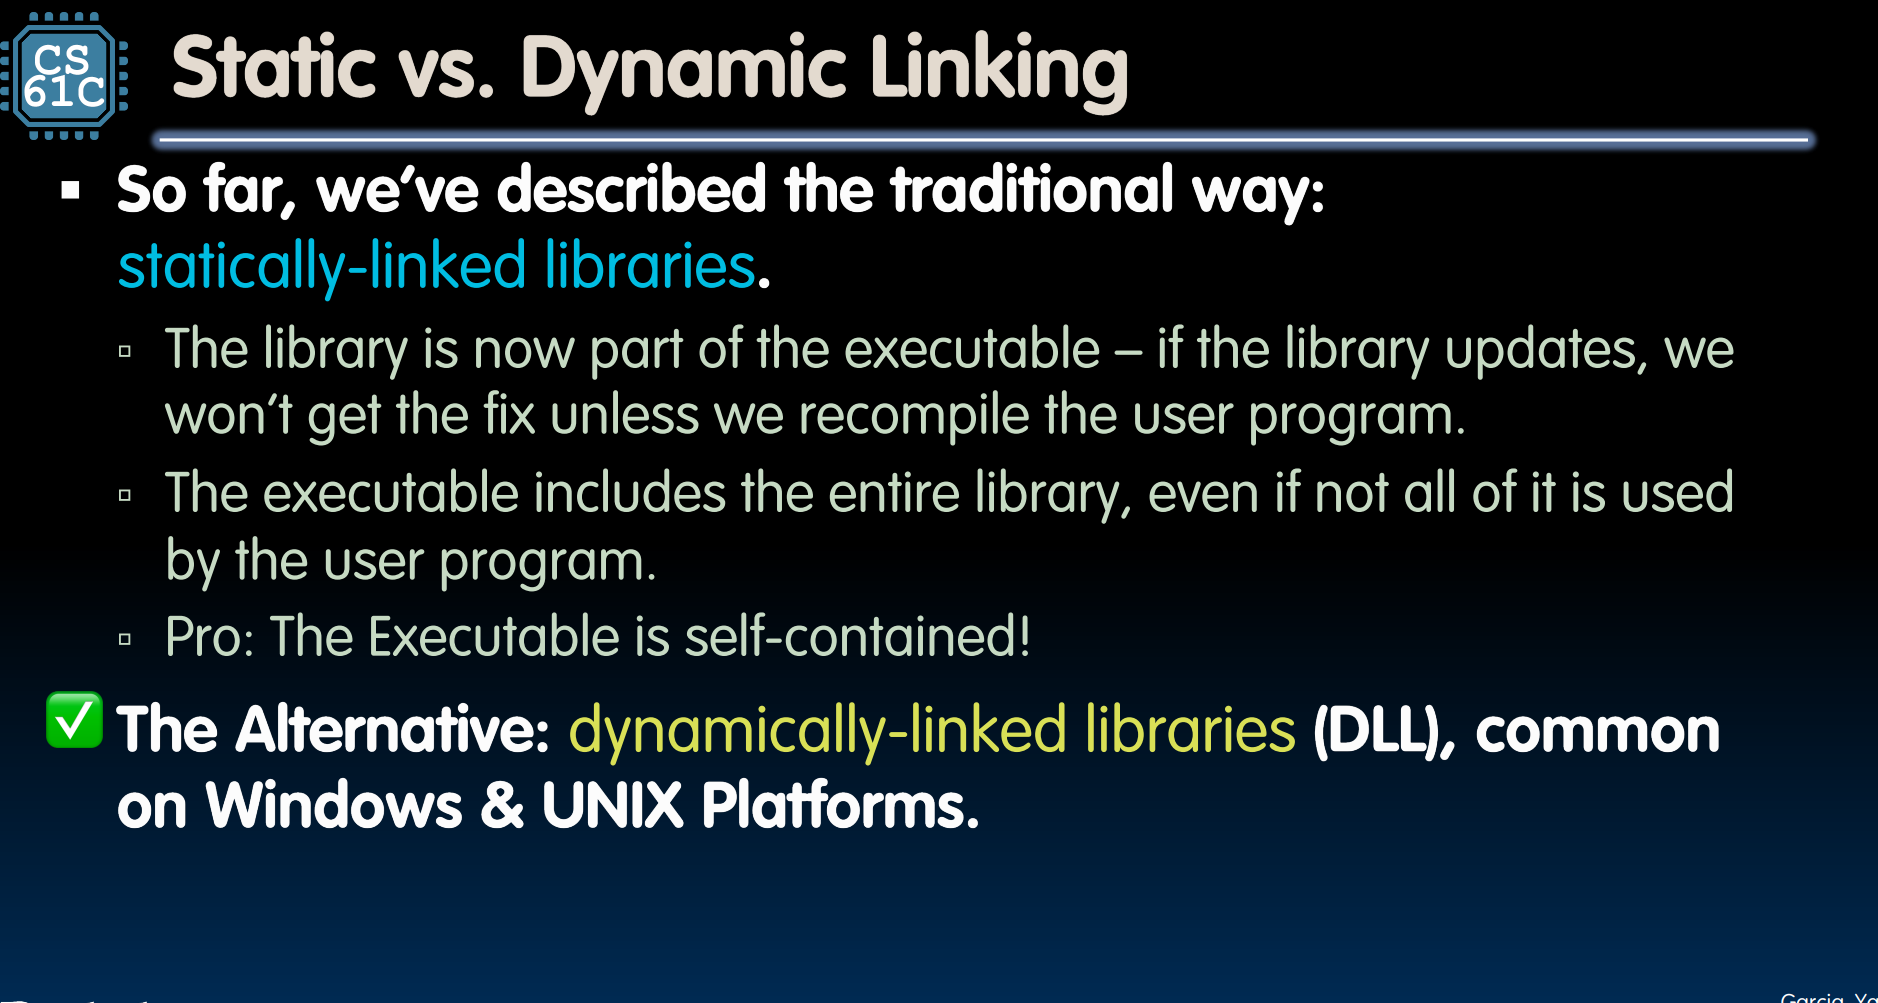 CS
61C
Static vs. Dynamic Linking
So far, we’ve described the traditional way:
statically-linked libraries.
The library is now part of the executable – if the library updates, we
won’t get the fix unless we recompile the user program.
The executable includes the entire library, even if not all of it is used
by the user program.
Pro: The Executable is self-contained!
The Alternative: dynamically-linked libraries (DLL), common
on Windows & UNIX Platforms.
Garcia,